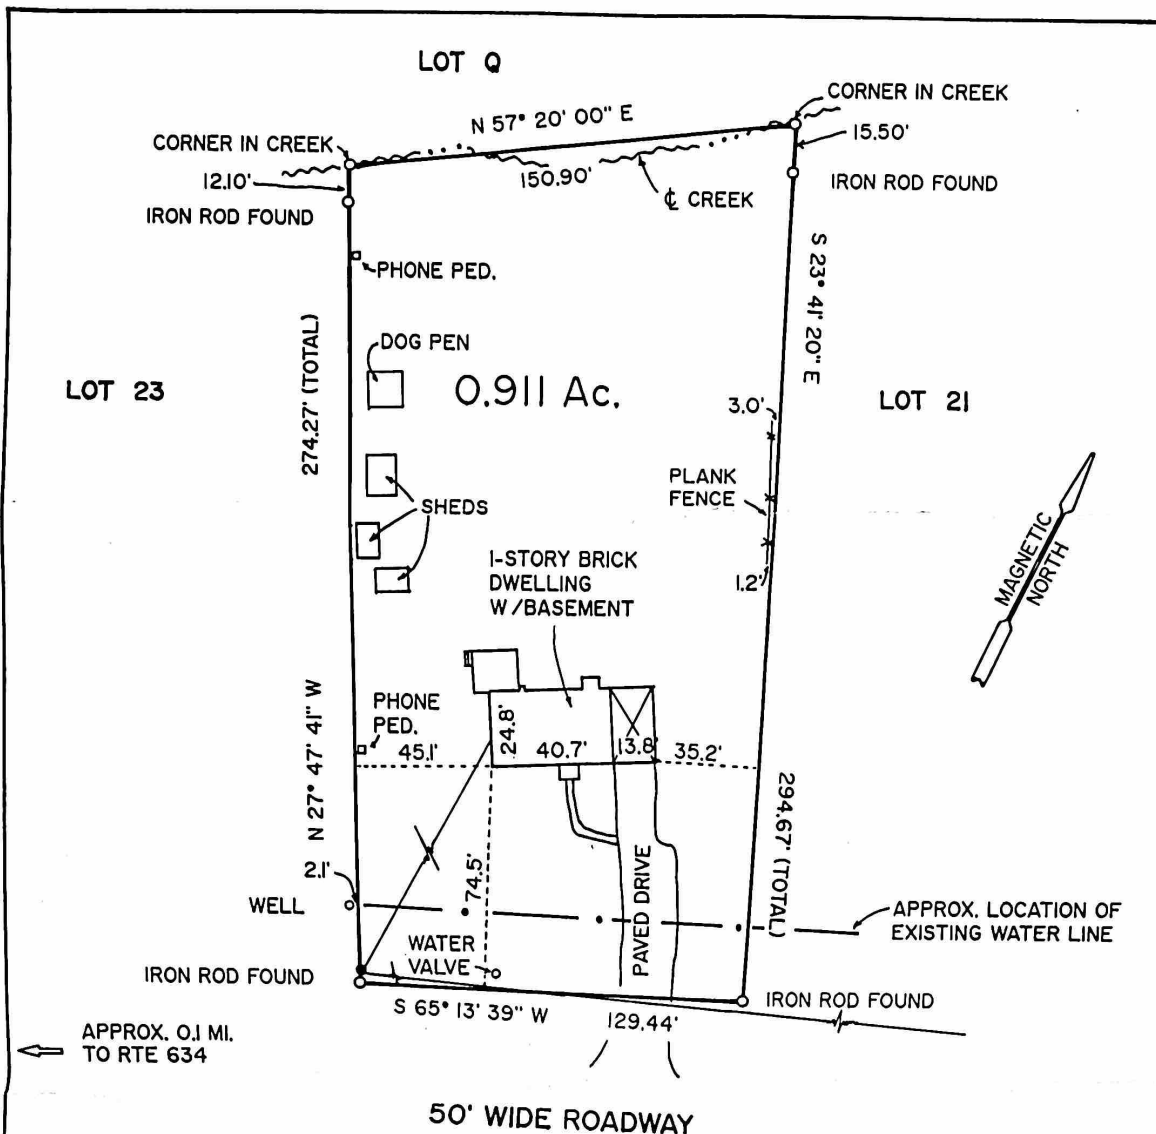 LOT Q
CORNER IN CREEK
N 57° 20' 00" E
CORNER IN CREEK
15.50'
12.10'
150.90'
IRON ROD FOUND
IRON ROD FOUND
℄ CREEK
PHONE PED.
S 23° 41' 20" E
274.27' (TOTAL)
DOG PEN
LOT 23
0.911 Ac.
3.0'
LOT 21
PLANK
FENCE
SHEDS
1-STORY BRICK
DWELLING
W/BASEMENT
1.2'
MAGNETIC
NORTH
N 27° 47' 41" W
PHONE
PED.
45.1'
24.8'
40.7'
13.8'
35.2'
294.67' (TOTAL)
2.1'
74.5'
WELL
PAVED DRIVE
APPROX. LOCATION OF
EXISTING WATER LINE
WATER
VALVE
IRON ROD FOUND
S 65° 13' 39" W
129.44'
IRON ROD FOUND
APPROX. 0.1 MI.
TO RTE 634
50' WIDE ROADWAY